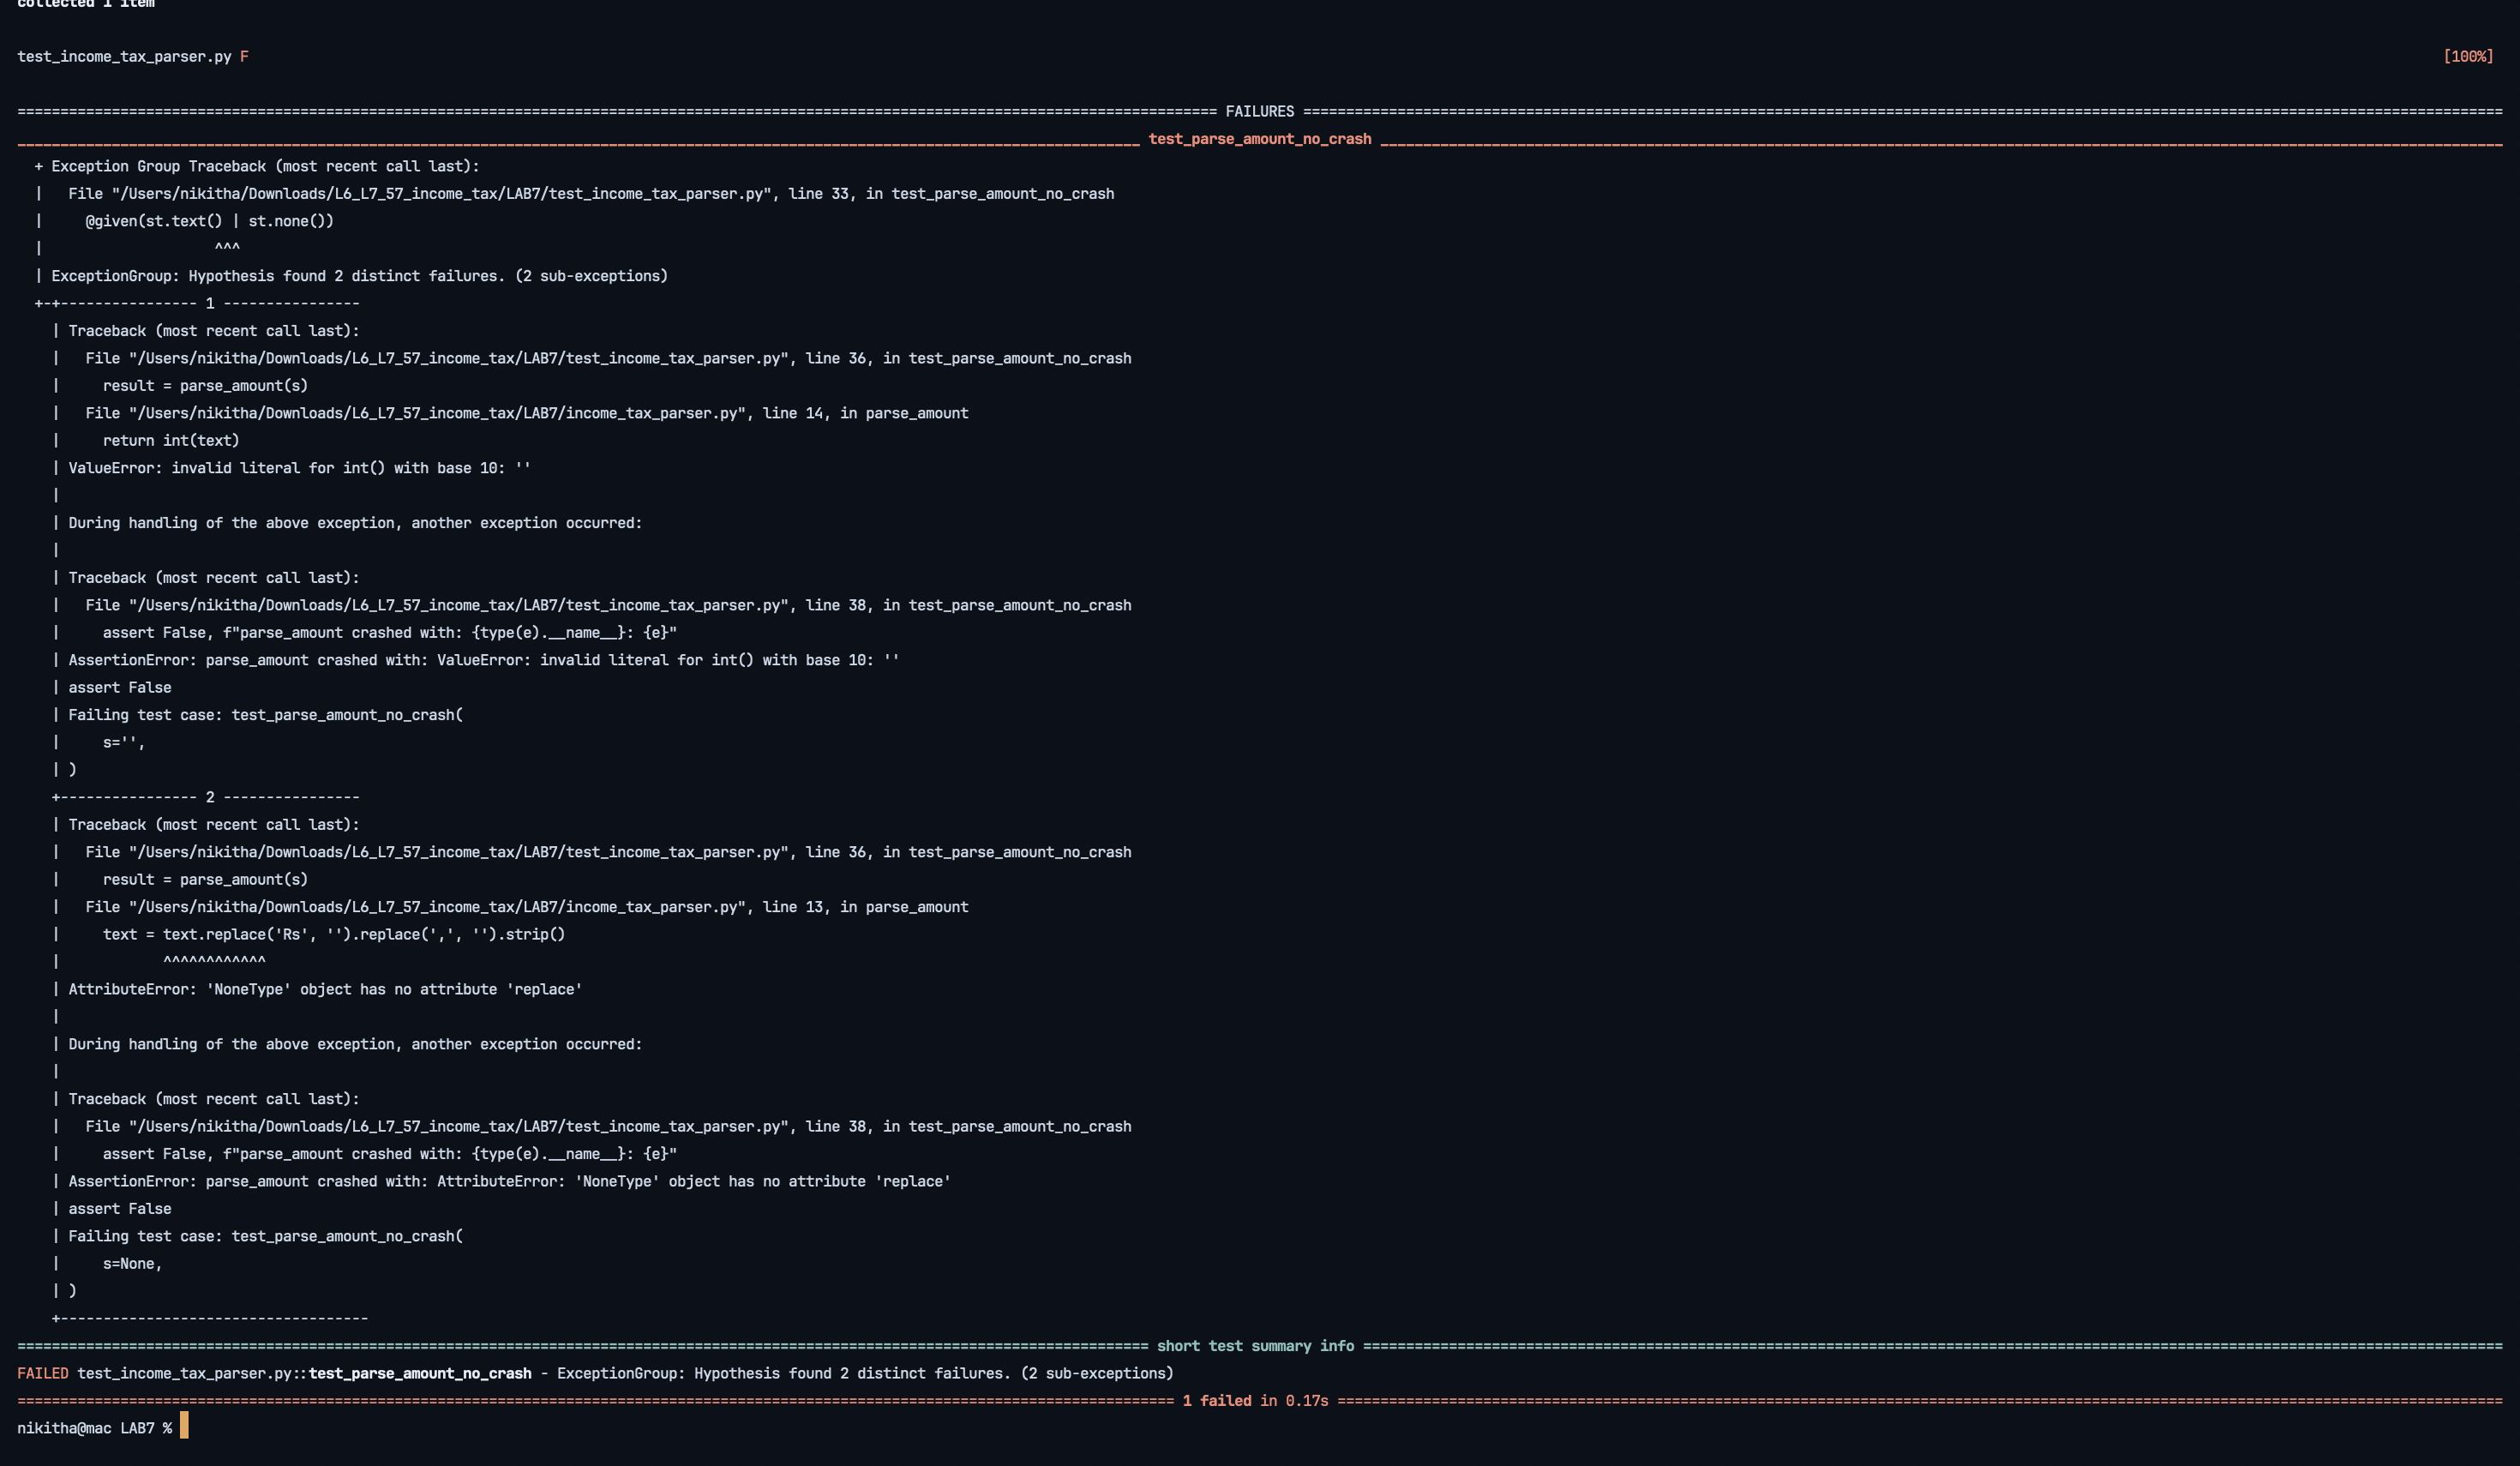 collected 1 item
test_income_tax_parser.py F [100%]
=========================================== FAILURES ===========================================
___________________________________________ test_parse_amount_no_crash ___________________________________________
  + Exception Group Traceback (most recent call last):
  |   File "/Users/nikitha/Downloads/L6_L7_57_income_tax/LAB7/test_income_tax_parser.py", line 33, in test_parse_amount_no_crash
  |     @given(st.text() | st.none())
  |                    ^^^
  | ExceptionGroup: Hypothesis found 2 distinct failures. (2 sub-exceptions)
  +-+---------------- 1 ----------------
    | Traceback (most recent call last):
    |   File "/Users/nikitha/Downloads/L6_L7_57_income_tax/LAB7/test_income_tax_parser.py", line 36, in test_parse_amount_no_crash
    |     result = parse_amount(s)
    |   File "/Users/nikitha/Downloads/L6_L7_57_income_tax/LAB7/income_tax_parser.py", line 14, in parse_amount
    |     return int(text)
    | ValueError: invalid literal for int() with base 10: ''
    |
    | During handling of the above exception, another exception occurred:
    |
    | Traceback (most recent call last):
    |   File "/Users/nikitha/Downloads/L6_L7_57_income_tax/LAB7/test_income_tax_parser.py", line 38, in test_parse_amount_no_crash
    |     assert False, f"parse_amount crashed with: {type(e).__name__}: {e}"
    | AssertionError: parse_amount crashed with: ValueError: invalid literal for int() with base 10: ''
    | assert False
    | Failing test case: test_parse_amount_no_crash(
    |     s='',
    | )
    +---------------- 2 ----------------
    | Traceback (most recent call last):
    |   File "/Users/nikitha/Downloads/L6_L7_57_income_tax/LAB7/test_income_tax_parser.py", line 36, in test_parse_amount_no_crash
    |     result = parse_amount(s)
    |   File "/Users/nikitha/Downloads/L6_L7_57_income_tax/LAB7/income_tax_parser.py", line 13, in parse_amount
    |     text = text.replace('Rs', '').replace(',', '').strip()
    |            ^^^^^^^^^^^^
    | AttributeError: 'NoneType' object has no attribute 'replace'
    |
    | During handling of the above exception, another exception occurred:
    |
    | Traceback (most recent call last):
    |   File "/Users/nikitha/Downloads/L6_L7_57_income_tax/LAB7/test_income_tax_parser.py", line 38, in test_parse_amount_no_crash
    |     assert False, f"parse_amount crashed with: {type(e).__name__}: {e}"
    | AssertionError: parse_amount crashed with: AttributeError: 'NoneType' object has no attribute 'replace'
    | assert False
    | Failing test case: test_parse_amount_no_crash(
    |     s=None,
    | )
    +------------------------------------
=========================================== short test summary info ===========================================
FAILED test_income_tax_parser.py::test_parse_amount_no_crash - ExceptionGroup: Hypothesis found 2 distinct failures. (2 sub-exceptions)
=========================================== 1 failed in 0.17s ===========================================
nikitha@mac LAB7 %